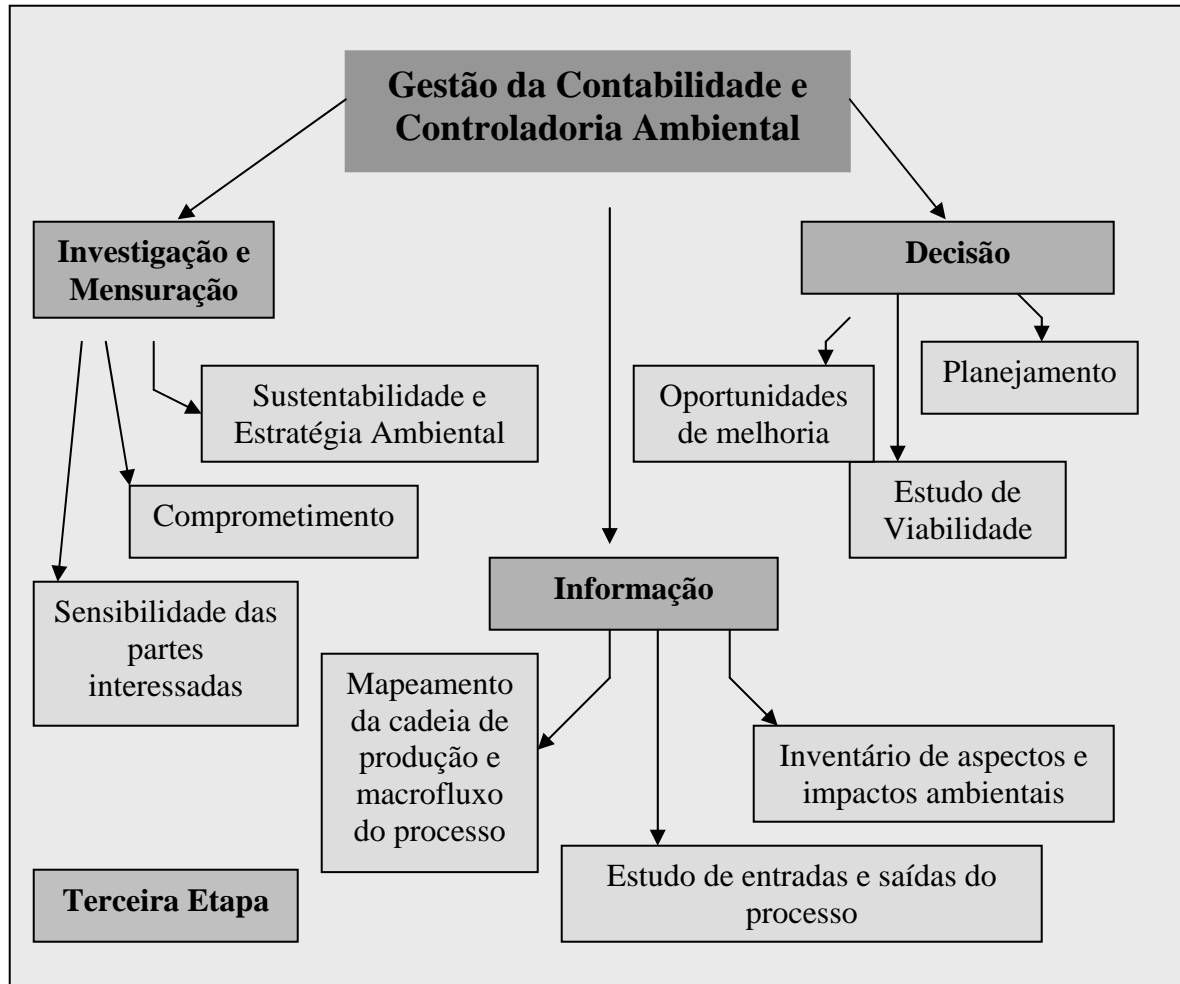 Gestão da Contabilidade e
Controladoria Ambiental
Investigação e
Mensuração
Decisão
Sustentabilidade e
Estratégia Ambiental
Oportunidades
de melhoria
Planejamento
Comprometimento
Estudo de
Viabilidade
Sensibilidade das
partes
interessadas
Informação
Mapeamento
da cadeia de
produção e
macrofluxo
do processo
Inventário de aspectos e
impactos ambientais
Estudo de entradas e saídas do
processo
Terceira Etapa